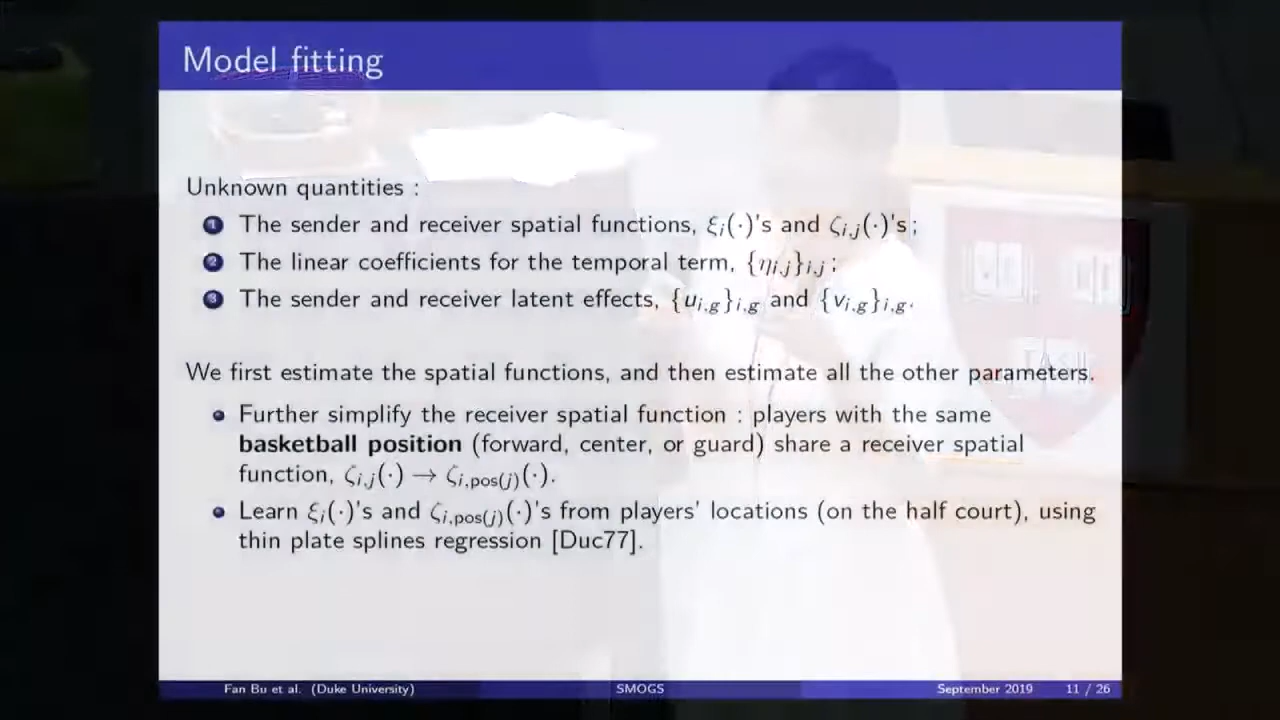 Model fitting
Unknown quantities :
1 The sender and receiver spatial functions, ξᵢ(·)'s and ζᵢ,ⱼ(·)'s;
2 The linear coefficients for the temporal term, {ηᵢ,ⱼ}ᵢ,ⱼ;
3 The sender and receiver latent effects, {uᵢ,g}ᵢ,g and {vᵢ,g}ᵢ,g.
We first estimate the spatial functions, and then estimate all the other parameters.
• Further simplify the receiver spatial function : players with the same
basketball position (forward, center, or guard) share a receiver spatial
function, ζᵢ,ⱼ(·) → ζᵢ,pos(j)(·).
• Learn ξᵢ(·)'s and ζᵢ,pos(j)(·)'s from players' locations (on the half court), using
thin plate splines regression [Duc77].
Fan Bu et al. (Duke University) SMOGS September 2019 11 / 26